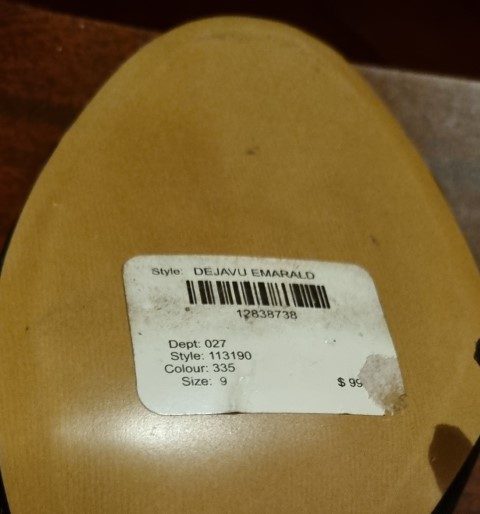 Style: DEJAVU EMARALD
12838738
Dept: 027
Style: 113190
Colour: 335
Size: 9
$ 99